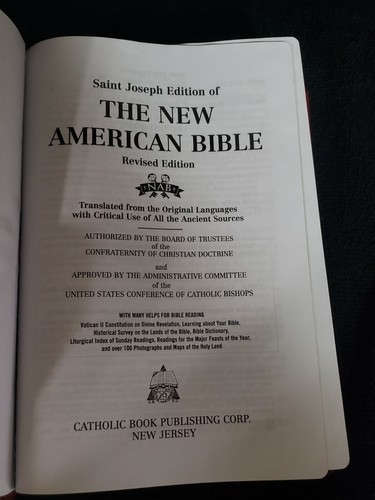 Saint Joseph Edition of
THE NEW
AMERICAN BIBLE
Revised Edition
NAB
Translated from the Original Languages
with Critical Use of All the Ancient Sources
AUTHORIZED BY THE BOARD OF TRUSTEES
of the
CONFRATERNITY OF CHRISTIAN DOCTRINE
and
APPROVED BY THE ADMINISTRATIVE COMMITTEE
of the
UNITED STATES CONFERENCE OF CATHOLIC BISHOPS
WITH MANY HELPS FOR BIBLE READING
Vatican II Constitution on Divine Revelation, Learning about Your Bible,
Historical Survey on the Lands of the Bible, Bible Dictionary,
Liturgical Index of Sunday Readings, Readings for the Major Feasts of the Year,
and over 100 Photographs and Maps of the Holy Land
CATHOLIC BOOK PUBLISHING CORP.
NEW JERSEY